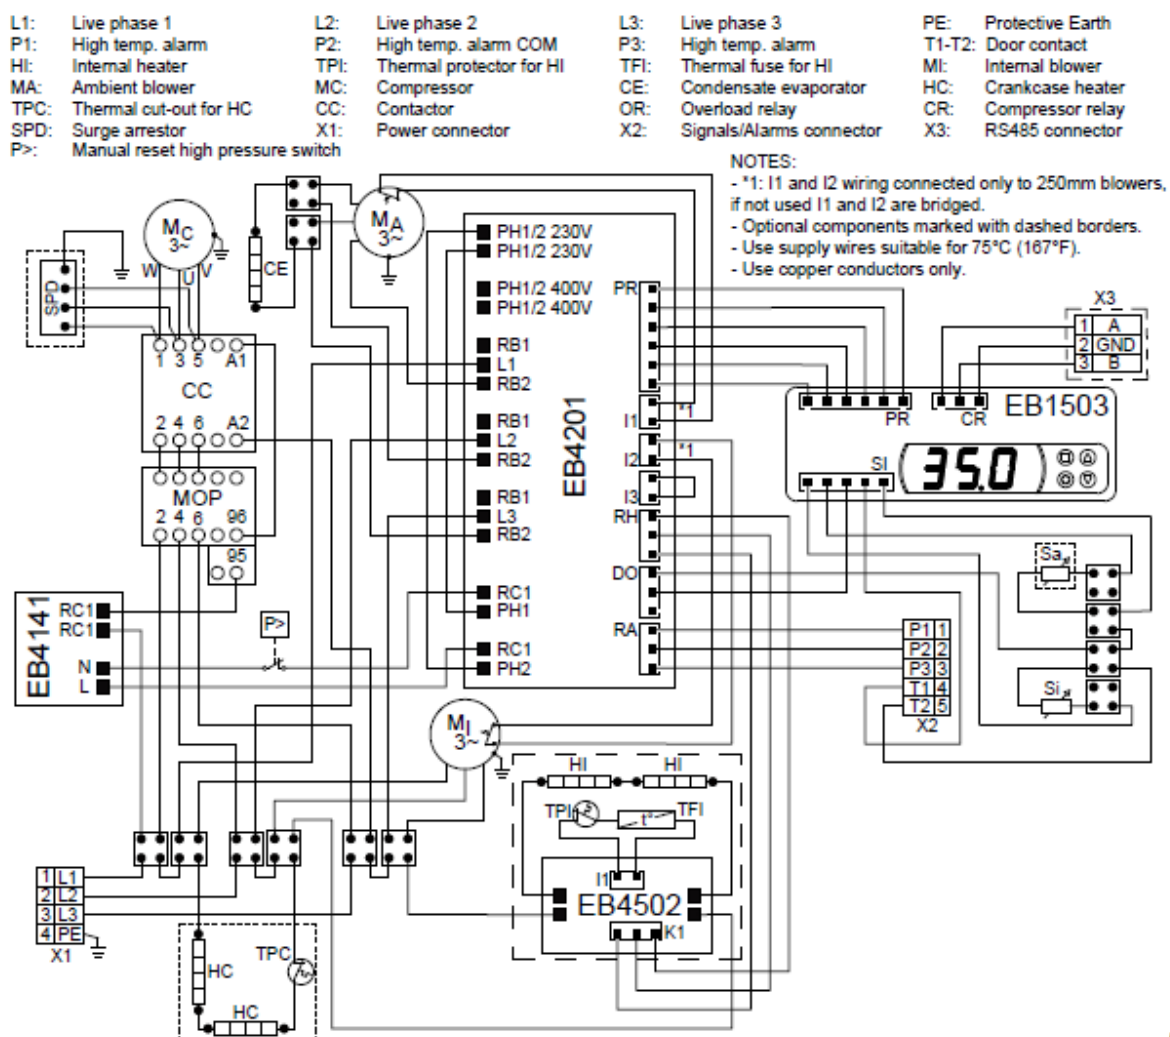 L1: Live phase 1 L2: Live phase 2 L3: Live phase 3 PE: Protective Earth
P1: High temp. alarm P2: High temp. alarm COM P3: High temp. alarm T1-T2: Door contact
HI: Internal heater TPI: Thermal protector for HI TFI: Thermal fuse for HI MI: Internal blower
MA: Ambient blower MC: Compressor CE: Condensate evaporator HC: Crankcase heater
TPC: Thermal cut-out for HC CC: Contactor OR: Overload relay CR: Compressor relay
SPD: Surge arrestor X1: Power connector X2: Signals/Alarms connector X3: RS485 connector
P>: Manual reset high pressure switch
NOTES:
- *1: I1 and I2 wiring connected only to 250mm blowers,
if not used I1 and I2 are bridged.
- Optional components marked with dashed borders.
- Use supply wires suitable for 75°C (167°F).
- Use copper conductors only.
MC
3~
W U V
SPD
CE
MA
3~
1 3 5 A1
CC
2 4 6 A2
MOP
2 4 6 96
95
EB4141
RC1
RC1
N
L
P>
EB4201
PH1/2 230V
PH1/2 230V
PH1/2 400V
PH1/2 400V
RB1
L1
RB2
RB1
L2
RB2
RB1
L3
RB2
RC1
PH1
RC1
PH2
PR
I1
*1
I2
*1
I3
RH
DO
RA
X3
1 A
2 GND
3 B
EB1503
PR
CR
SI
35.0
Sa
Si
P1 1
P2 2
P3 3
T1 4
T2 5
X2
MI
3~
HI
HI
TPI
t°
TFI
I1
EB4502
K1
1 L1
2 L2
3 L3
4 PE
X1
HC
TPC
HC